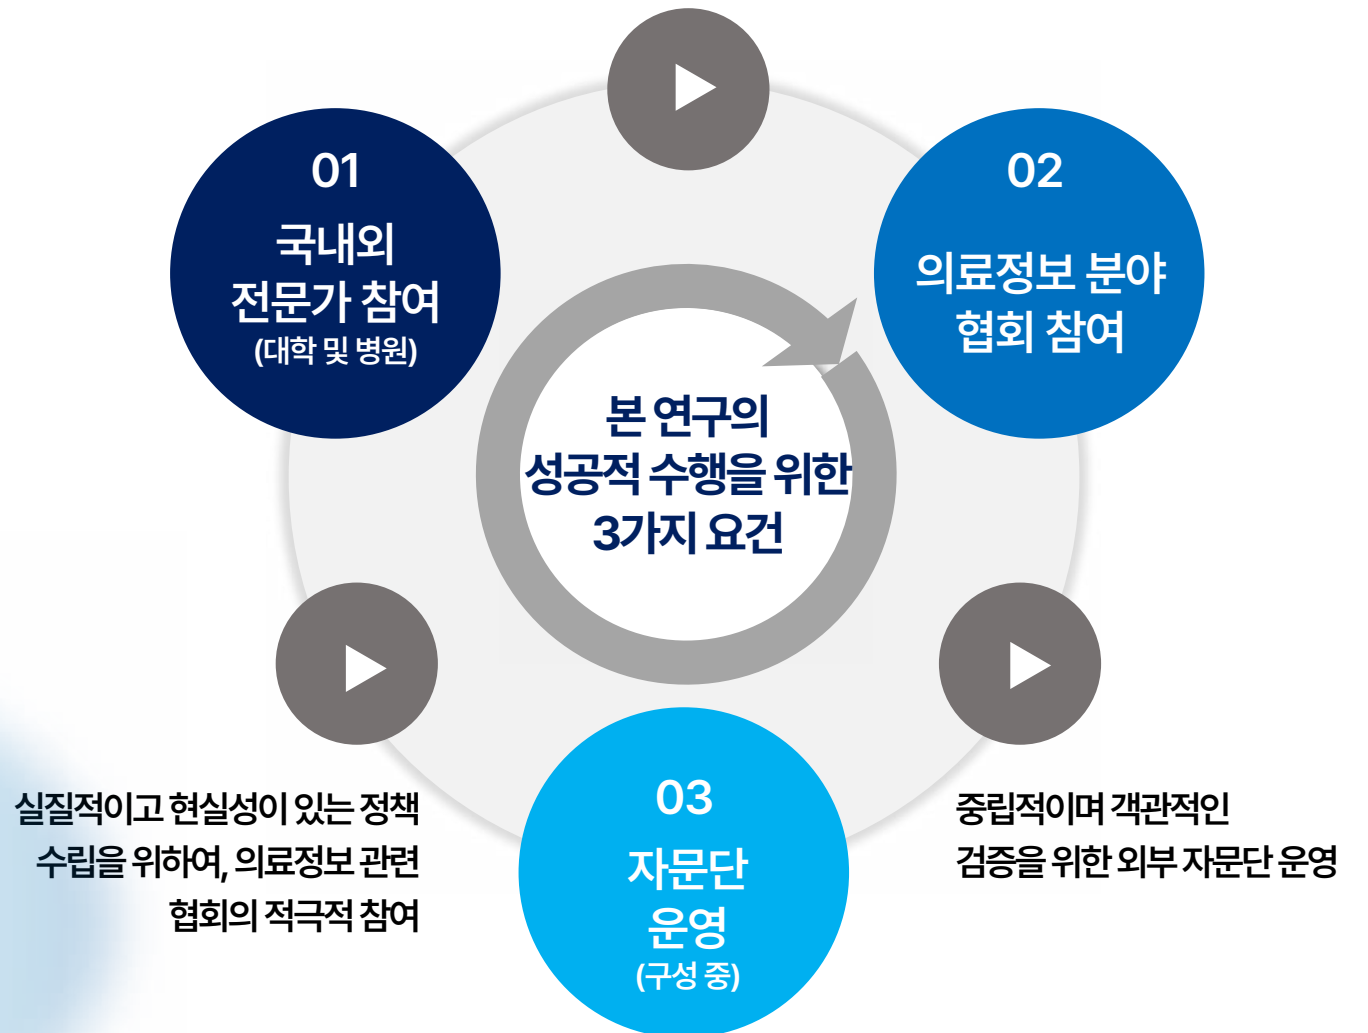 01
국내외
전문가 참여
(대학 및 병원)
02
의료정보 분야
협회 참여
본 연구의
성공적 수행을 위한
3가지 요건
03
자문단
운영
(구성 중)
실질적이고 현실성이 있는 정책
수립을 위하여, 의료정보 관련
협회의 적극적 참여
중립적이며 객관적인
검증을 위한 외부 자문단 운영